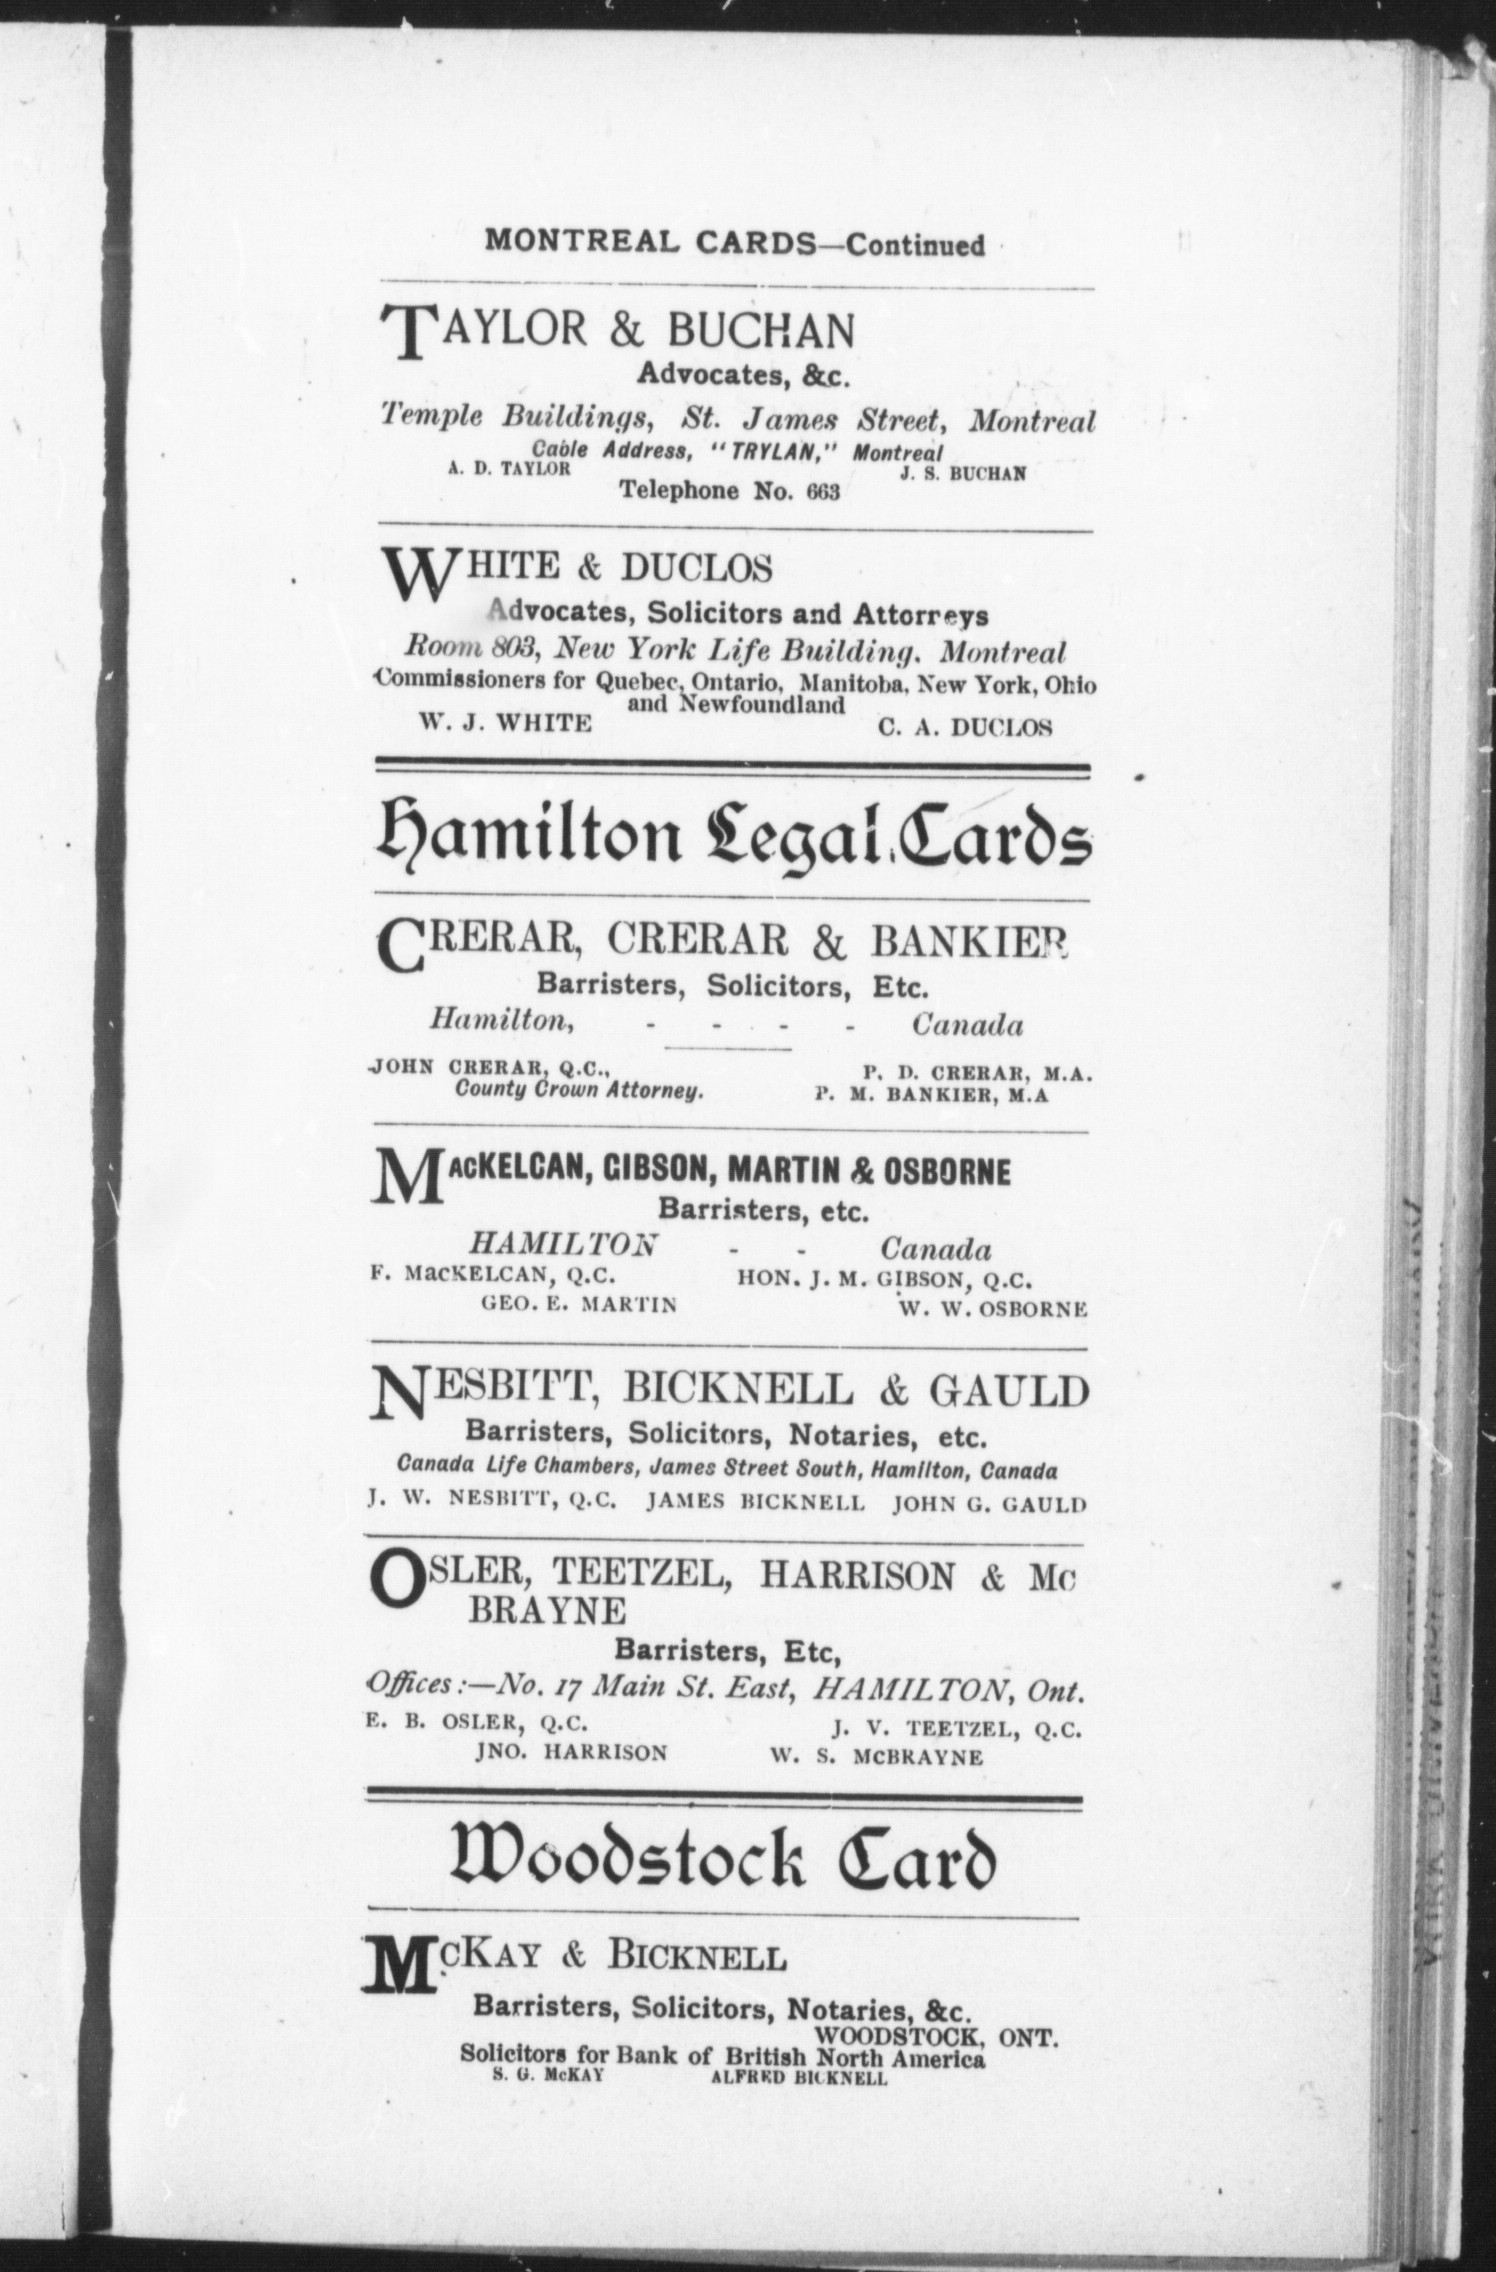 MONTREAL CARDS—Continued
TAYLOR & BUCHAN
Advocates, &c.
Temple Buildings, St. James Street, Montreal
Cable Address, "TRYLAN," Montreal
A. D. TAYLOR J. S. BUCHAN
Telephone No. 663
WHITE & DUCLOS
Advocates, Solicitors and Attorneys
Room 803, New York Life Building. Montreal
Commissioners for Quebec, Ontario, Manitoba, New York, Ohio
and Newfoundland
W. J. WHITE C. A. DUCLOS
Hamilton Legal Cards
CRERAR, CRERAR & BANKIER
Barristers, Solicitors, Etc.
Hamilton, - - - - Canada
JOHN CRERAR, Q.C., P. D. CRERAR, M.A.
County Crown Attorney. P. M. BANKIER, M.A
MACKELCAN, GIBSON, MARTIN & OSBORNE
Barristers, etc.
HAMILTON - - Canada
F. MacKELCAN, Q.C. HON. J. M. GIBSON, Q.C.
GEO. E. MARTIN W. W. OSBORNE
NESBITT, BICKNELL & GAULD
Barristers, Solicitors, Notaries, etc.
Canada Life Chambers, James Street South, Hamilton, Canada
J. W. NESBITT, Q.C. JAMES BICKNELL JOHN G. GAULD
OSLER, TEETZEL, HARRISON & Mc
BRAYNE
Barristers, Etc,
Offices:—No. 17 Main St. East, HAMILTON, Ont.
E. B. OSLER, Q.C. J. V. TEETZEL, Q.C.
JNO. HARRISON W. S. McBRAYNE
Woodstock Card
McKAY & BICKNELL
Barristers, Solicitors, Notaries, &c.
WOODSTOCK, ONT.
Solicitors for Bank of British North America
S. G. McKAY ALFRED BICKNELL